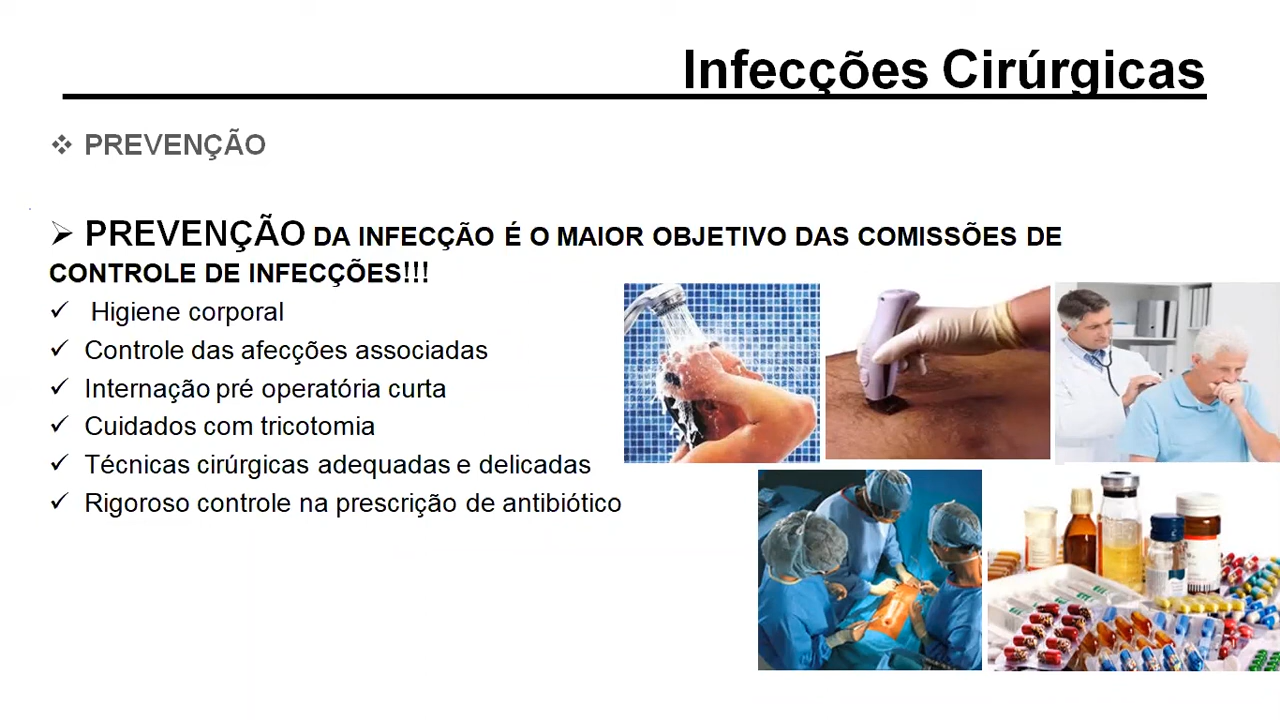 Infecções Cirúrgicas
❖ PREVENÇÃO
➢ PREVENÇÃO DA INFECÇÃO É O MAIOR OBJETIVO DAS COMISSÕES DE
CONTROLE DE INFECÇÕES!!!
✓ Higiene corporal
✓ Controle das afecções associadas
✓ Internação pré operatória curta
✓ Cuidados com tricotomia
✓ Técnicas cirúrgicas adequadas e delicadas
✓ Rigoroso controle na prescrição de antibiótico